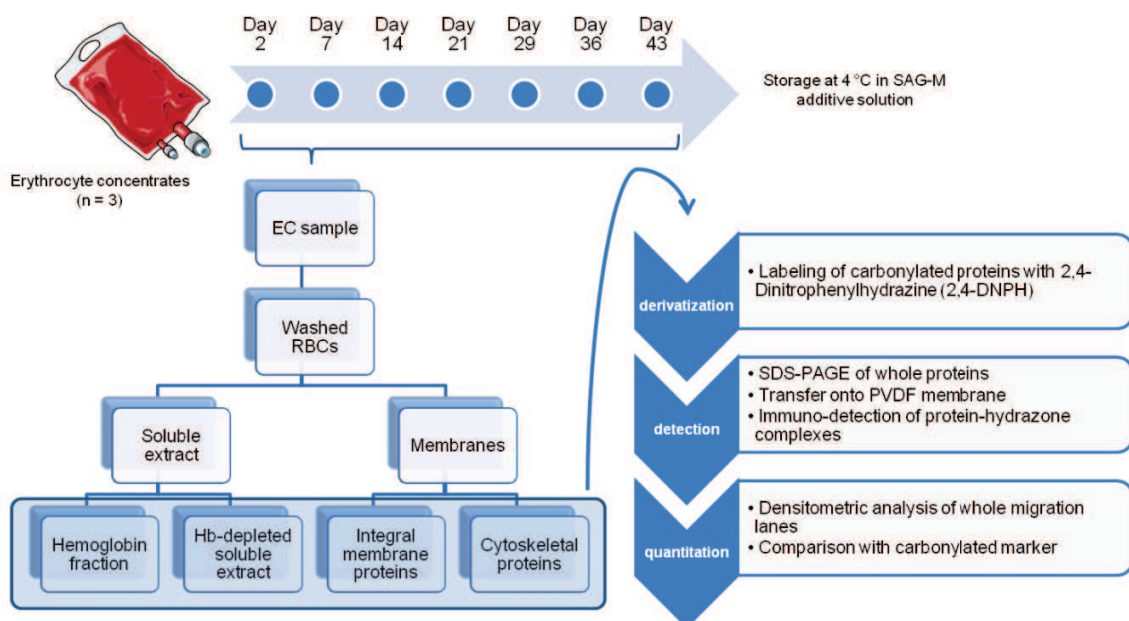 Day Day Day Day Day Day Day
2 7 14 21 29 36 43
Storage at 4 °C in SAG-M
additive solution
Erythrocyte concentrates
(n = 3)
EC sample
Washed
RBCs
Soluble
extract
Membranes
Hemoglobin
fraction
Hb-depleted
soluble
extract
Integral
membrane
proteins
Cytoskeletal
proteins
derivatization
• Labeling of carbonylated proteins with 2,4-
Dinitrophenylhydrazine (2,4-DNPH)
detection
• SDS-PAGE of whole proteins
• Transfer onto PVDF membrane
• Immuno-detection of protein-hydrazone
complexes
quantitation
• Densitometric analysis of whole migration
lanes
• Comparison with carbonylated marker